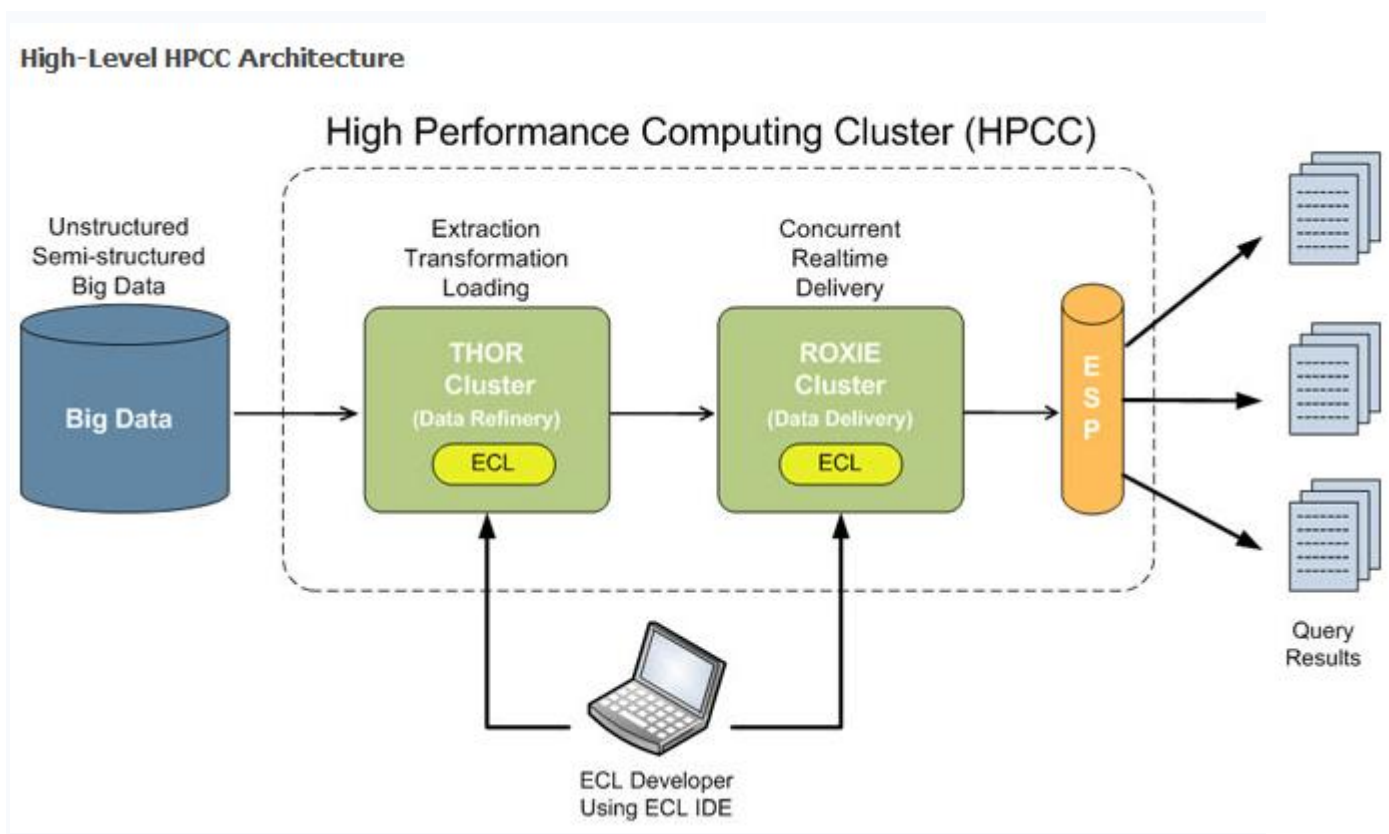 High-Level HPCC Architecture
High Performance Computing Cluster (HPCC)
Unstructured
Semi-structured
Big Data
Big Data
Extraction
Transformation
Loading
THOR
Cluster
(Data Refinery)
ECL
Concurrent
Realtime
Delivery
ROXIE
Cluster
(Data Delivery)
ECL
E
S
P
Query
Results
ECL Developer
Using ECL IDE